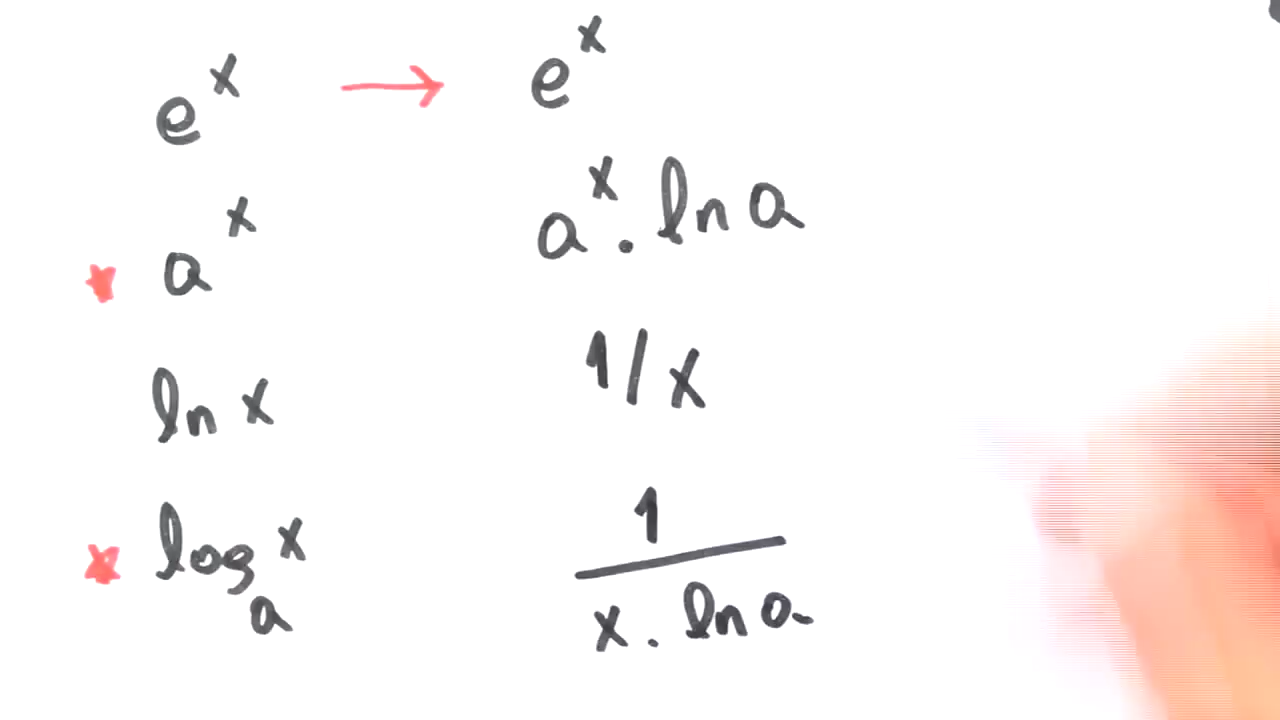 e^x → e^x
* a^x a^x · ln a
ln x 1/x
* log_a x 1
x · ln a